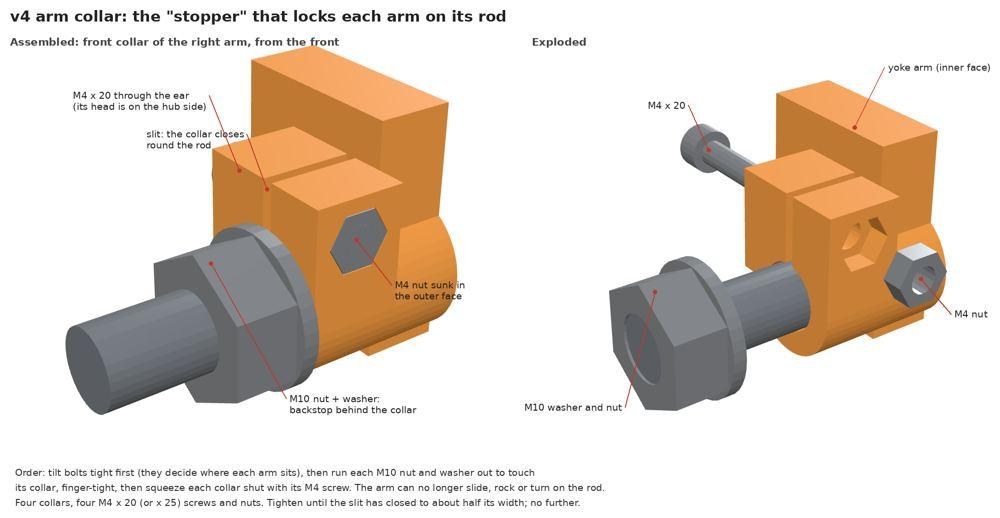 v4 arm collar: the "stopper" that locks each arm on its rod
Assembled: front collar of the right arm, from the front
M4 x 20 through the ear
(its head is on the hub side)
slit: the collar closes
round the rod
M4 nut sunk in
the outer face
M10 nut + washer:
backstop behind the collar
Exploded
yoke arm (inner face)
M4 x 20
M4 nut
M10 washer and nut
Order: tilt bolts tight first (they decide where each arm sits), then run each M10 nut and washer out to touch
its collar, finger-tight, then squeeze each collar shut with its M4 screw. The arm can no longer slide, rock or turn on the rod.
Four collars, four M4 x 20 (or x 25) screws and nuts. Tighten until the slit has closed to about half its width; no further.